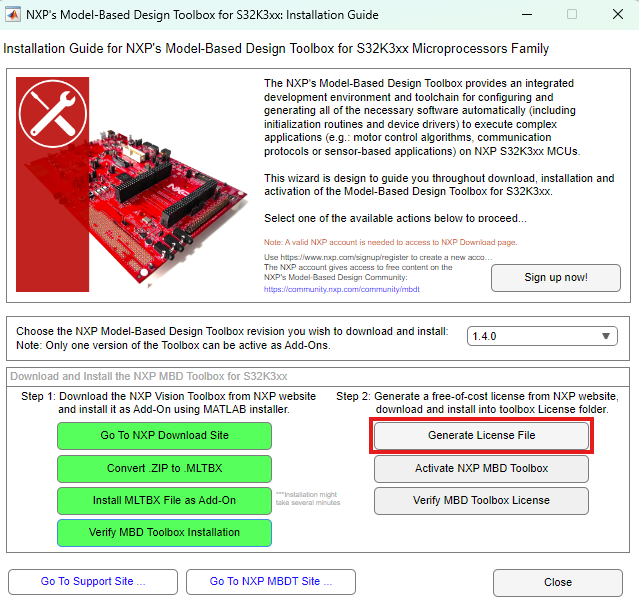 NXP's Model-Based Design Toolbox for S32K3xx: Installation Guide
Installation Guide for NXP's Model-Based Design Toolbox for S32K3xx Microprocessors Family
The NXP's Model-Based Design Toolbox provides an integrated
development environment and toolchain for configuring and
generating all of the necessary software automatically (including
initialization routines and device drivers) to execute complex
applications (e.g.: motor control algorithms, communication
protocols or sensor-based applications) on NXP S32K3xx MCUs.
This wizard is design to guide you throughout download, installation and
activation of the Model-Based Design Toolbox for S32K3xx.
Select one of the available actions below to proceed...
Note: A valid NXP account is needed to access to NXP Download page.
Use https://www.nxp.com/signup/register to create a new acco...
The NXP account gives access to free content on the
NXP's Model-Based Design Community:
https://community.nxp.com/community/mbdt
Sign up now!
NXP
Choose the NXP Model-Based Design Toolbox revision you wish to download and install:
Note: Only one version of the Toolbox can be active as Add-Ons.
1.4.0
Download and Install the NXP MBD Toolbox for S32K3xx
Step 1: Download the NXP Vision Toolbox from NXP website
and install it as Add-On using MATLAB installer.
Go To NXP Download Site
Convert .ZIP to .MLTBX
Install MLTBX File as Add-On
***Installation might
take several minutes
Verify MBD Toolbox Installation
Step 2: Generate a free-of-cost license from NXP website,
download and install into toolbox License folder.
Generate License File
Activate NXP MBD Toolbox
Verify MBD Toolbox License
Go To Support Site ...
Go To NXP MBDT Site ...
Close